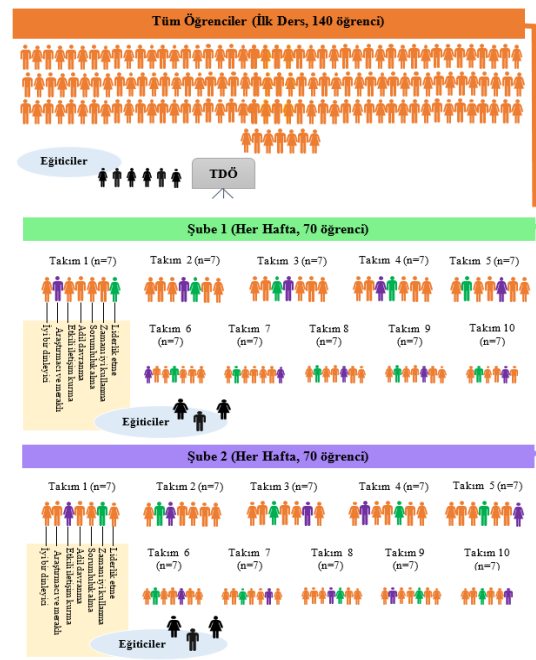 Tüm Öğrenciler (İlk Ders, 140 öğrenci)
Eğiticiler
TDÖ
Şube 1 (Her Hafta, 70 öğrenci)
Takım 1 (n=7)
Takım 2 (n=7)
Takım 3 (n=7)
Takım 4 (n=7)
Takım 5 (n=7)
İyi bir dinleyici
Araştırmacı ve meraklı
Etkili iletişim kurma
Adil davranma
Sorumluluk alma
Zamanı iyi kullanma
Liderlik etme
Takım 6
(n=7)
Takım 7
(n=7)
Takım 8
(n=7)
Takım 9
(n=7)
Takım 10
(n=7)
Eğiticiler
Şube 2 (Her Hafta, 70 öğrenci)
Takım 1 (n=7)
Takım 2 (n=7)
Takım 3 (n=7)
Takım 4 (n=7)
Takım 5 (n=7)
İyi bir dinleyici
Araştırmacı ve meraklı
Etkili iletişim kurma
Adil davranma
Sorumluluk alma
Zamanı iyi kullanma
Liderlik etme
Takım 6
(n=7)
Takım 7
(n=7)
Takım 8
(n=7)
Takım 9
(n=7)
Takım 10
(n=7)
Eğiticiler